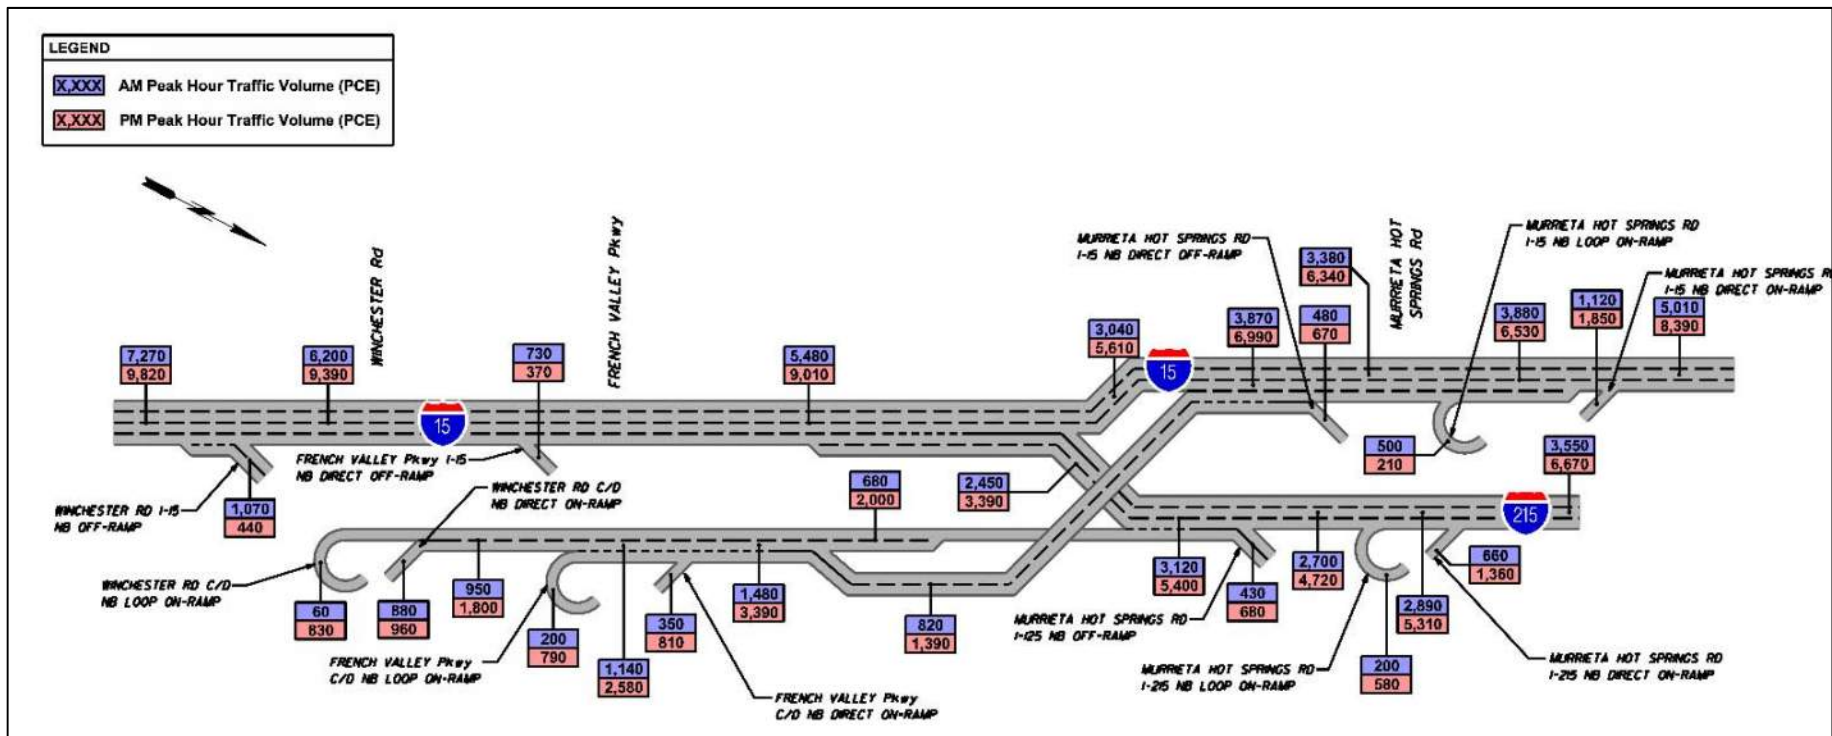 LEGEND
X,XXX AM Peak Hour Traffic Volume (PCE)
X,XXX PM Peak Hour Traffic Volume (PCE)
WINCHESTER Rd
FRENCH VALLEY Pkwy
MURRIETA HOT
SPRINGS Rd
MURRIETA HOT SPRINGS RD
I-15 NB DIRECT OFF-RAMP
MURRIETA HOT SPRINGS RD
I-15 NB LOOP ON-RAMP
MURRIETA HOT SPRINGS RD
I-15 NB DIRECT ON-RAMP
7,270
9,820
6,200
9,390
730
370
5,480
9,010
3,040
5,610
3,870
6,990
3,380
6,340
480
670
3,880
6,530
1,120
1,850
5,010
8,390
15
15
FRENCH VALLEY Pkwy I-15
NB DIRECT OFF-RAMP
WINCHESTER RD I-15
NB OFF-RAMP
1,070
440
WINCHESTER RD C/D
NB DIRECT ON-RAMP
680
2,000
2,450
3,390
500
210
3,550
6,670
215
WINCHESTER RD C/D
NB LOOP ON-RAMP
60
830
880
960
950
1,800
200
790
1,140
2,580
350
810
1,480
3,390
820
1,390
3,120
5,400
430
680
2,700
4,720
2,890
5,310
660
1,360
200
580
FRENCH VALLEY Pkwy
C/D NB LOOP ON-RAMP
FRENCH VALLEY Pkwy
C/D NB DIRECT ON-RAMP
MURRIETA HOT SPRINGS RD
I-125 NB OFF-RAMP
MURRIETA HOT SPRINGS RD
I-215 NB LOOP ON-RAMP
MURRIETA HOT SPRINGS RD
I-215 NB DIRECT ON-RAMP